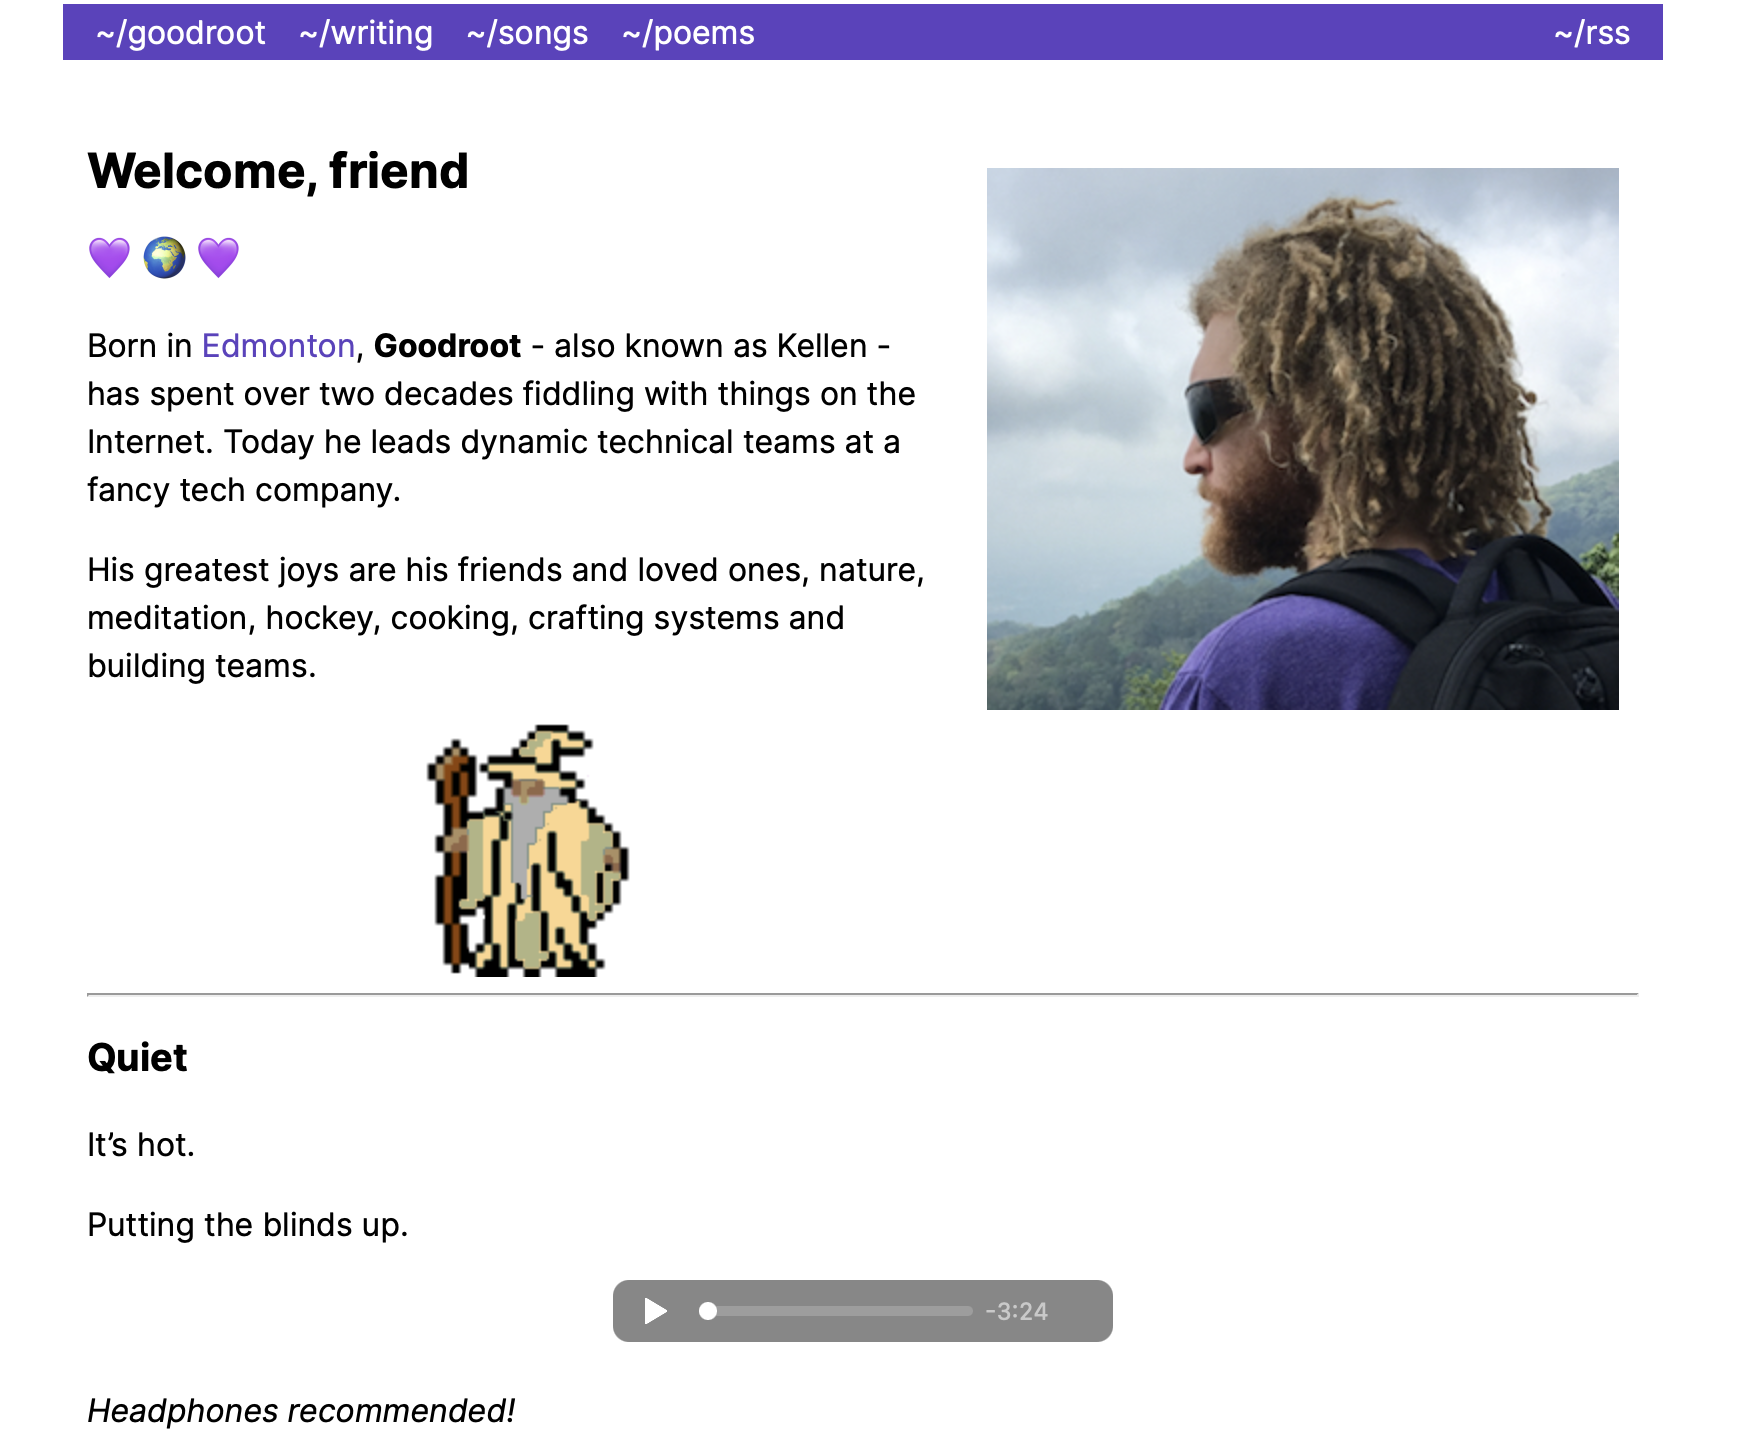 ~/goodroot ~/writing ~/songs ~/poems ~/rss
Welcome, friend
💜 🌍 💜
Born in Edmonton, Goodroot - also known as Kellen -
has spent over two decades fiddling with things on the
Internet. Today he leads dynamic technical teams at a
fancy tech company.
His greatest joys are his friends and loved ones, nature,
meditation, hockey, cooking, crafting systems and
building teams.
Quiet
It’s hot.
Putting the blinds up.
-3:24
Headphones recommended!